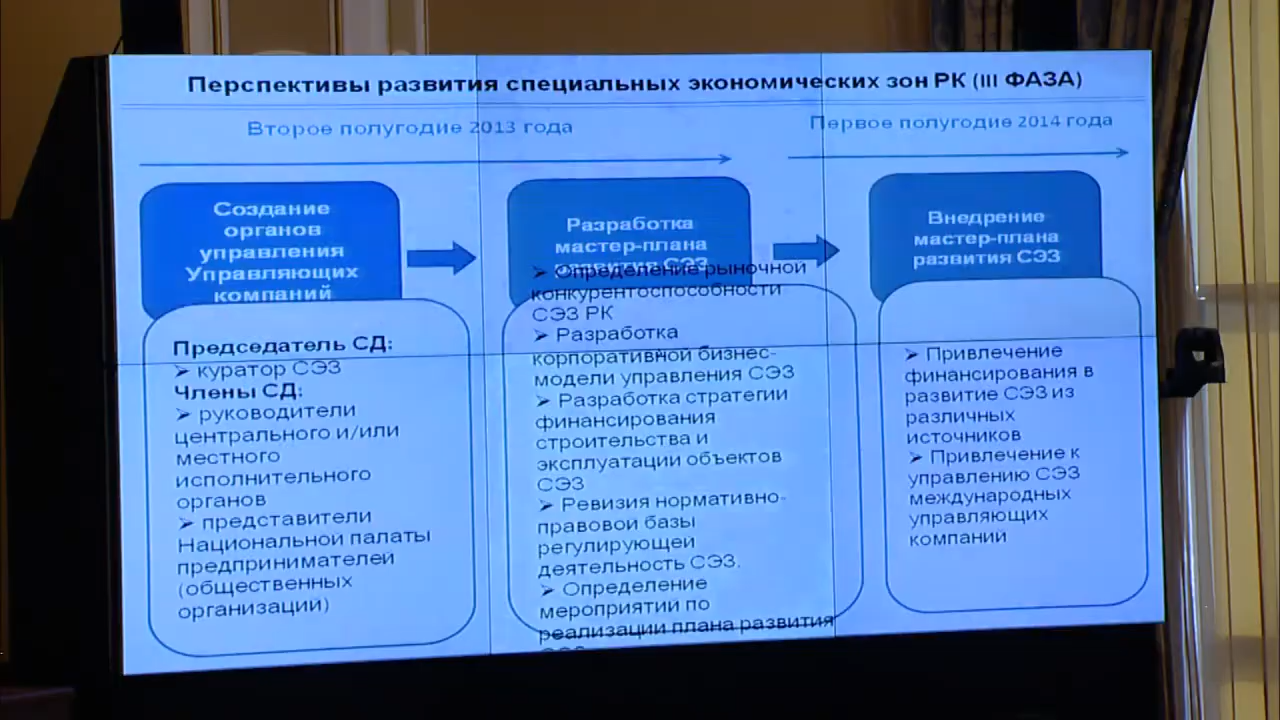 Перспективы развития специальных экономических зон РК (III ФАЗА)
Второе полугодие 2013 года
Первое полугодие 2014 года
Создание
органов
управления
Управляющих
компаний
Председатель СД:
➢ куратор СЭЗ
Члены СД:
➢ руководители
центрального и/или
местного
исполнительного
органов
➢ представители
Национальной палаты
предпринимателей
(общественных
организаций)
Разработка
мастер-плана
развития СЭЗ
➢ Определение рыночной
конкурентоспособности
СЭЗ РК
➢ Разработка
корпоративной бизнес-
модели управления СЭЗ
➢ Разработка стратегии
финансирования
строительства и
эксплуатации объектов
СЭЗ
➢ Ревизия нормативно-
правовой базы
регулирующей
деятельность СЭЗ.
➢ Определение
мероприятий по
реализации плана развития
Внедрение
мастер-плана
развития СЭЗ
➢ Привлечение
финансирования в
развитие СЭЗ из
различных
источников
➢ Привлечение к
управлению СЭЗ
международных
управляющих
компаний